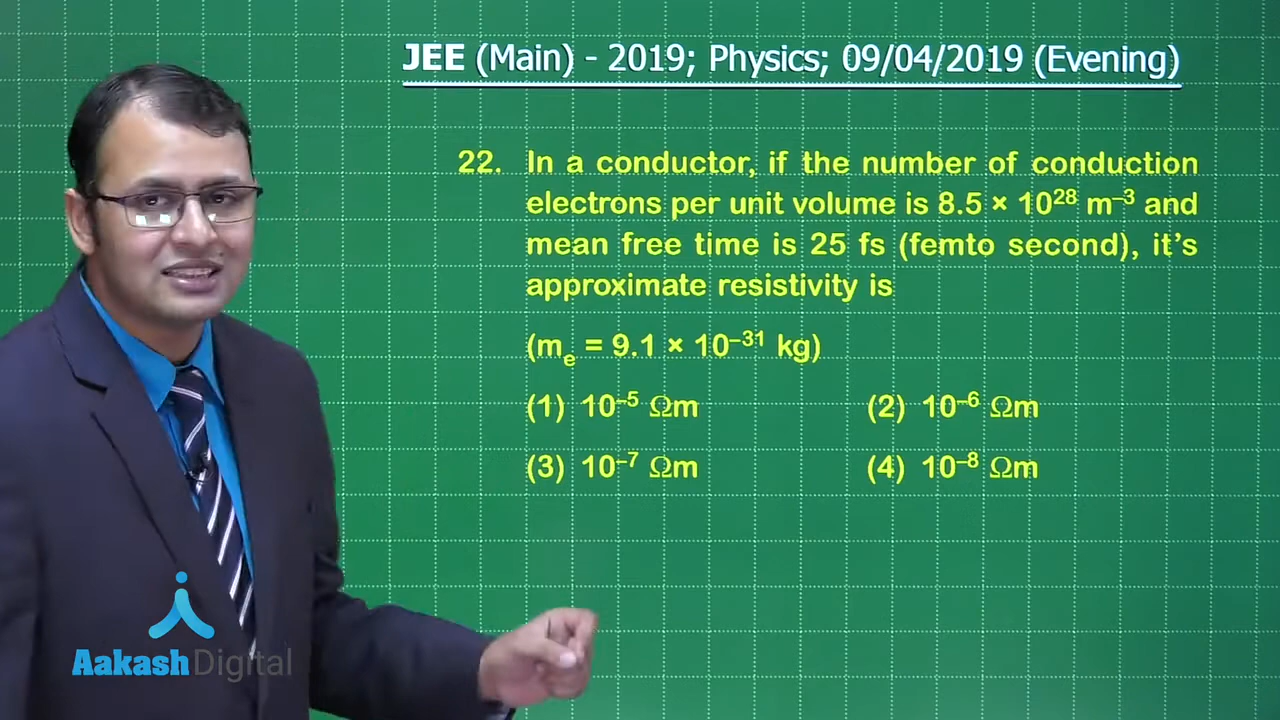 JEE (Main) - 2019; Physics; 09/04/2019 (Evening)
22. In a conductor, if the number of conduction
electrons per unit volume is 8.5 × 10²⁸ m⁻³ and
mean free time is 25 fs (femto second), it's
approximate resistivity is
(mₑ = 9.1 × 10⁻³¹ kg)
(1) 10⁻⁵ Ωm (2) 10⁻⁶ Ωm
(3) 10⁻⁷ Ωm (4) 10⁻⁸ Ωm
Aakash Digital